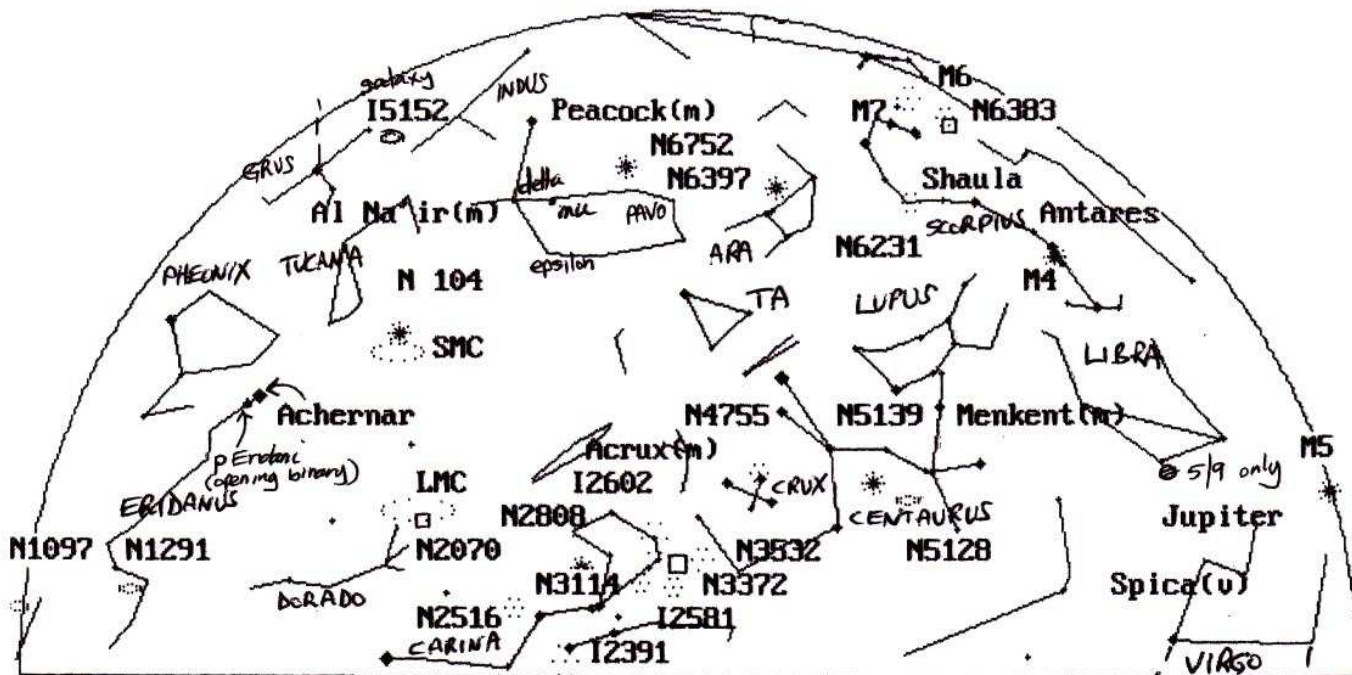 M6
galaxy
I5152
INDUS
Peacock(m)
M7
N6383
N6752
GRUS
N6397
Shaula
delta
mu
PAVO
Al Na'ir(m)
SCORPIUS
Antares
ARA
N6231
PHEONIX
TUCANA
epsilon
N 104
M4
TA
LUPUS
SMC
LIBRA
Achernar
N4755
N5139
Menkent(m)
p Eridani
(opening binary)
Acrux(m)
M5
5/9 only
ERIDANUS
LMC
I2602
CRUX
N2808
CENTAURUS
Jupiter
N1097
N1291
N2070
N3532
N5128
N3114
N3372
Spica(v)
DORADO
N2516
I2581
CARINA
I2391
VIRGO